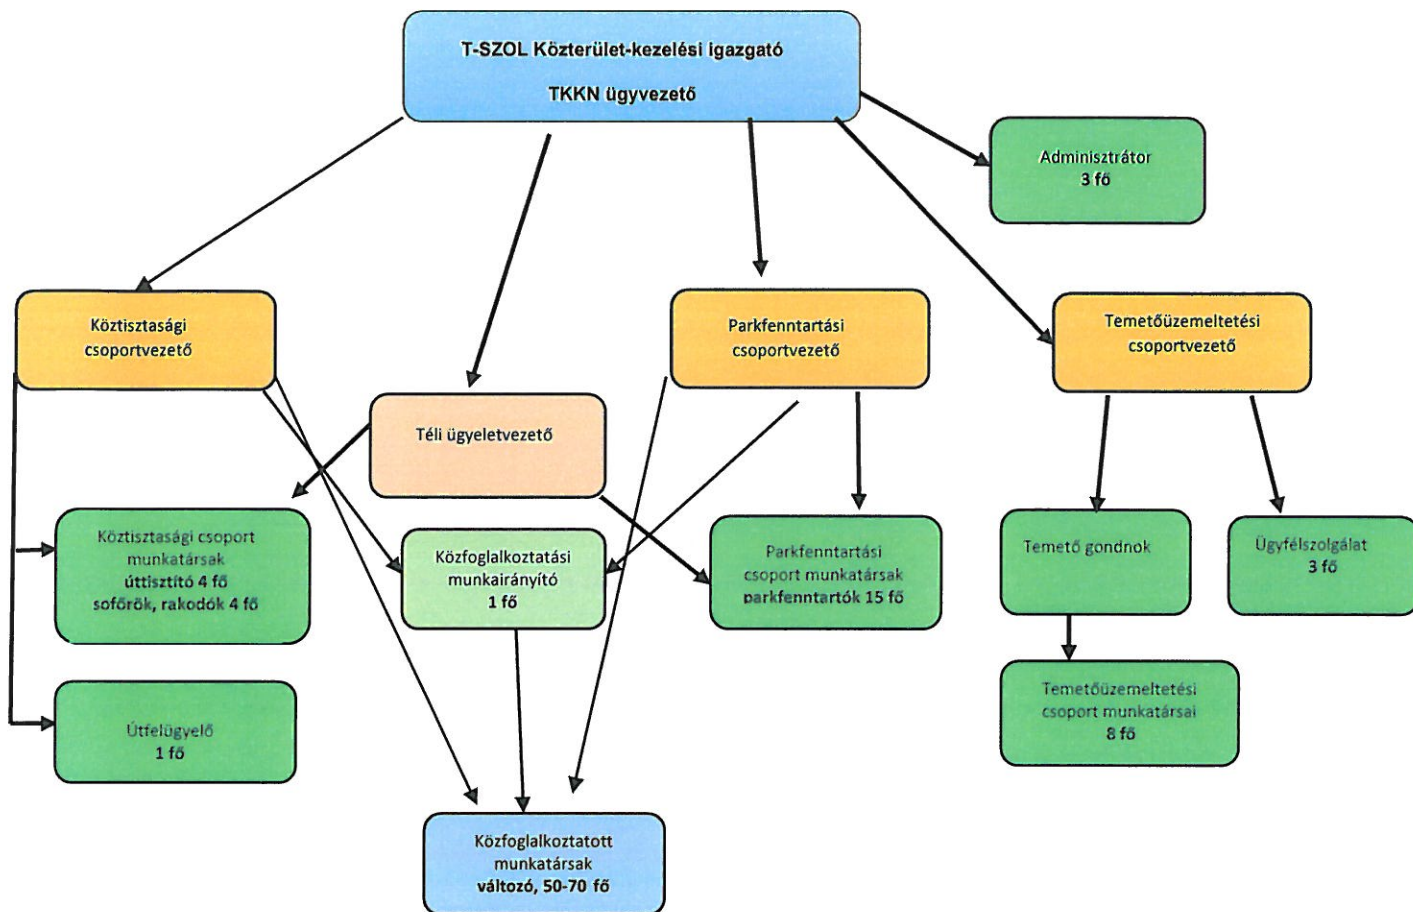 T-SZOL Közterület-kezelési igazgató
TKKN ügyvezető
Adminisztrátor
3 fő
Köztisztasági
csoportvezető
Parkfenntartási
csoportvezető
Temetőüzemeltetési
csoportvezető
Téli ügyeletvezető
Köztisztasági csoport
munkatársak
úttisztító 4 fő
sofőrök, rakodók 4 fő
Közfoglalkoztatási
munkairányító
1 fő
Parkfenntartási
csoport munkatársak
parkfenntartók 15 fő
Temető gondnok
Ügyfélszolgálat
3 fő
Útfelügyelő
1 fő
Temetőüzemeltetési
csoport munkatársai
8 fő
Közfoglalkoztatott
munkatársak
változó, 50-70 fő